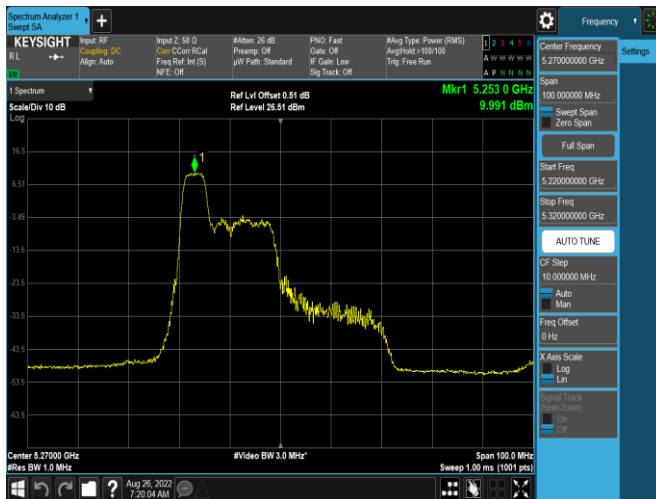 Spectrum Analyzer 1
Swept SA
Frequency
KEYSIGHT
Input: RF
Input Z: 50 Ω
#Atten: 26 dB
PNO: Fast
#Avg Type: Power (RMS)
1 2 3 4 5 6
R L
Coupling: DC
Corr CCorr RCal
Preamp: Off
Gate: Off
Avg|Hold:>100/100
A W W W W W
Align: Auto
Freq Ref: Int (S)
µW Path: Standard
IF Gain: Low
Trig: Free Run
NFE: Off
Sig Track: Off
A P N N N N
1 Spectrum
Scale/Div 10 dB
Ref Lvl Offset 0.51 dB
Ref Level 26.51 dBm
Mkr1 5.253 0 GHz
9.991 dBm
Log
16.5
6.51
-3.49
-13.5
-23.5
-33.5
-43.5
-53.5
-63.5
1
Center 5.27000 GHz
#Video BW 3.0 MHz^
Span 100.0 MHz
#Res BW 1.0 MHz
Sweep 1.00 ms (1001 pts)
Aug 26, 2022
7:20:04 AM
Center Frequency
5.270000000 GHz
Settings
Span
100.000000 MHz
Swept Span
Zero Span
Full Span
Start Freq
5.220000000 GHz
Stop Freq
5.320000000 GHz
AUTO TUNE
CF Step
10.000000 MHz
Auto
Man
Freq Offset
0 Hz
X Axis Scale
Log
Lin
Signal Track
(Span Zoom)
On
Off